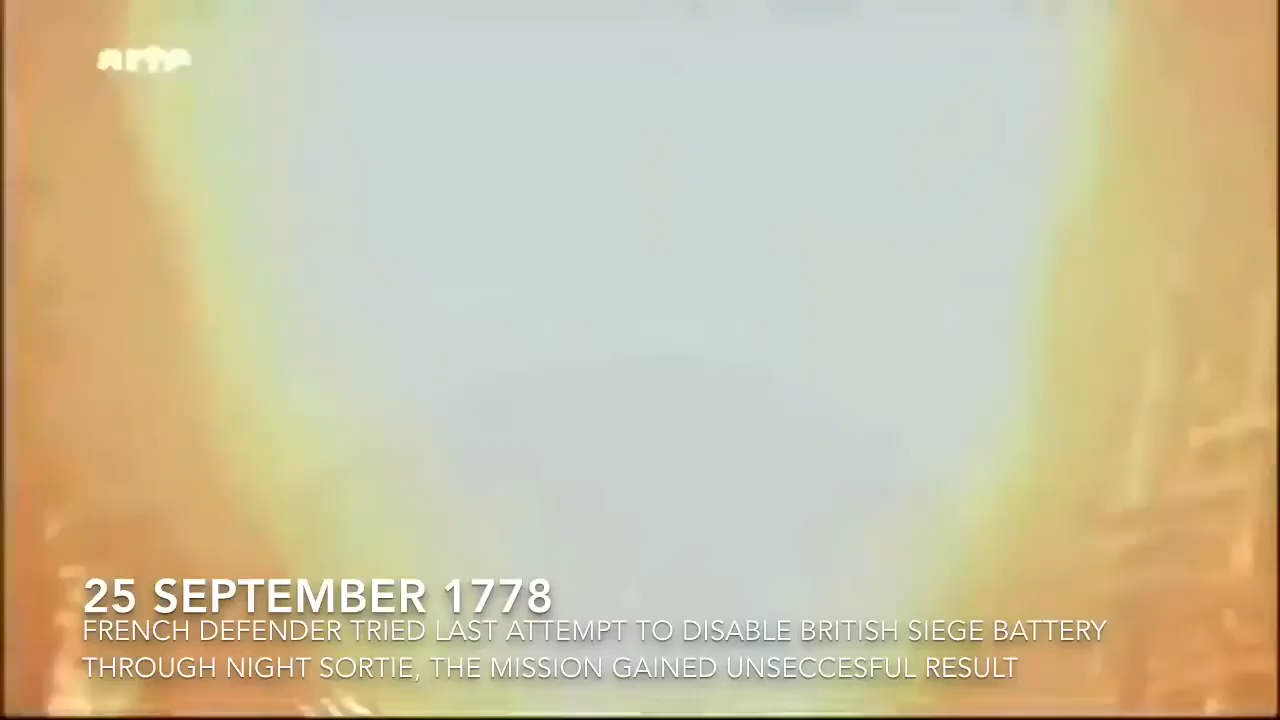 arte
25 SEPTEMBER 1778
FRENCH DEFENDER TRIED LAST ATTEMPT TO DISABLE BRITISH SIEGE BATTERY
THROUGH NIGHT SORTIE, THE MISSION GAINED UNSECCESFUL RESULT